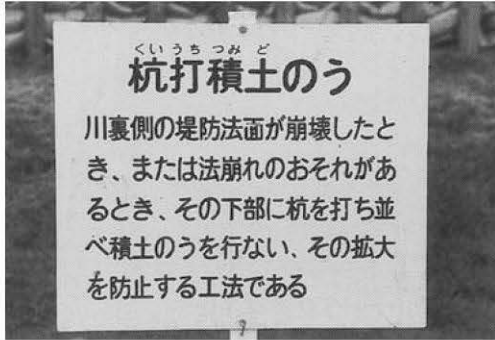 くいうちつみど
杭打積土のう
川裏側の堤防法面が崩壊したと
き、または法崩れのおそれがあ
るとき、その下部に杭を打ち並
べ積土のうを行ない、その拡大
を防止する工法である